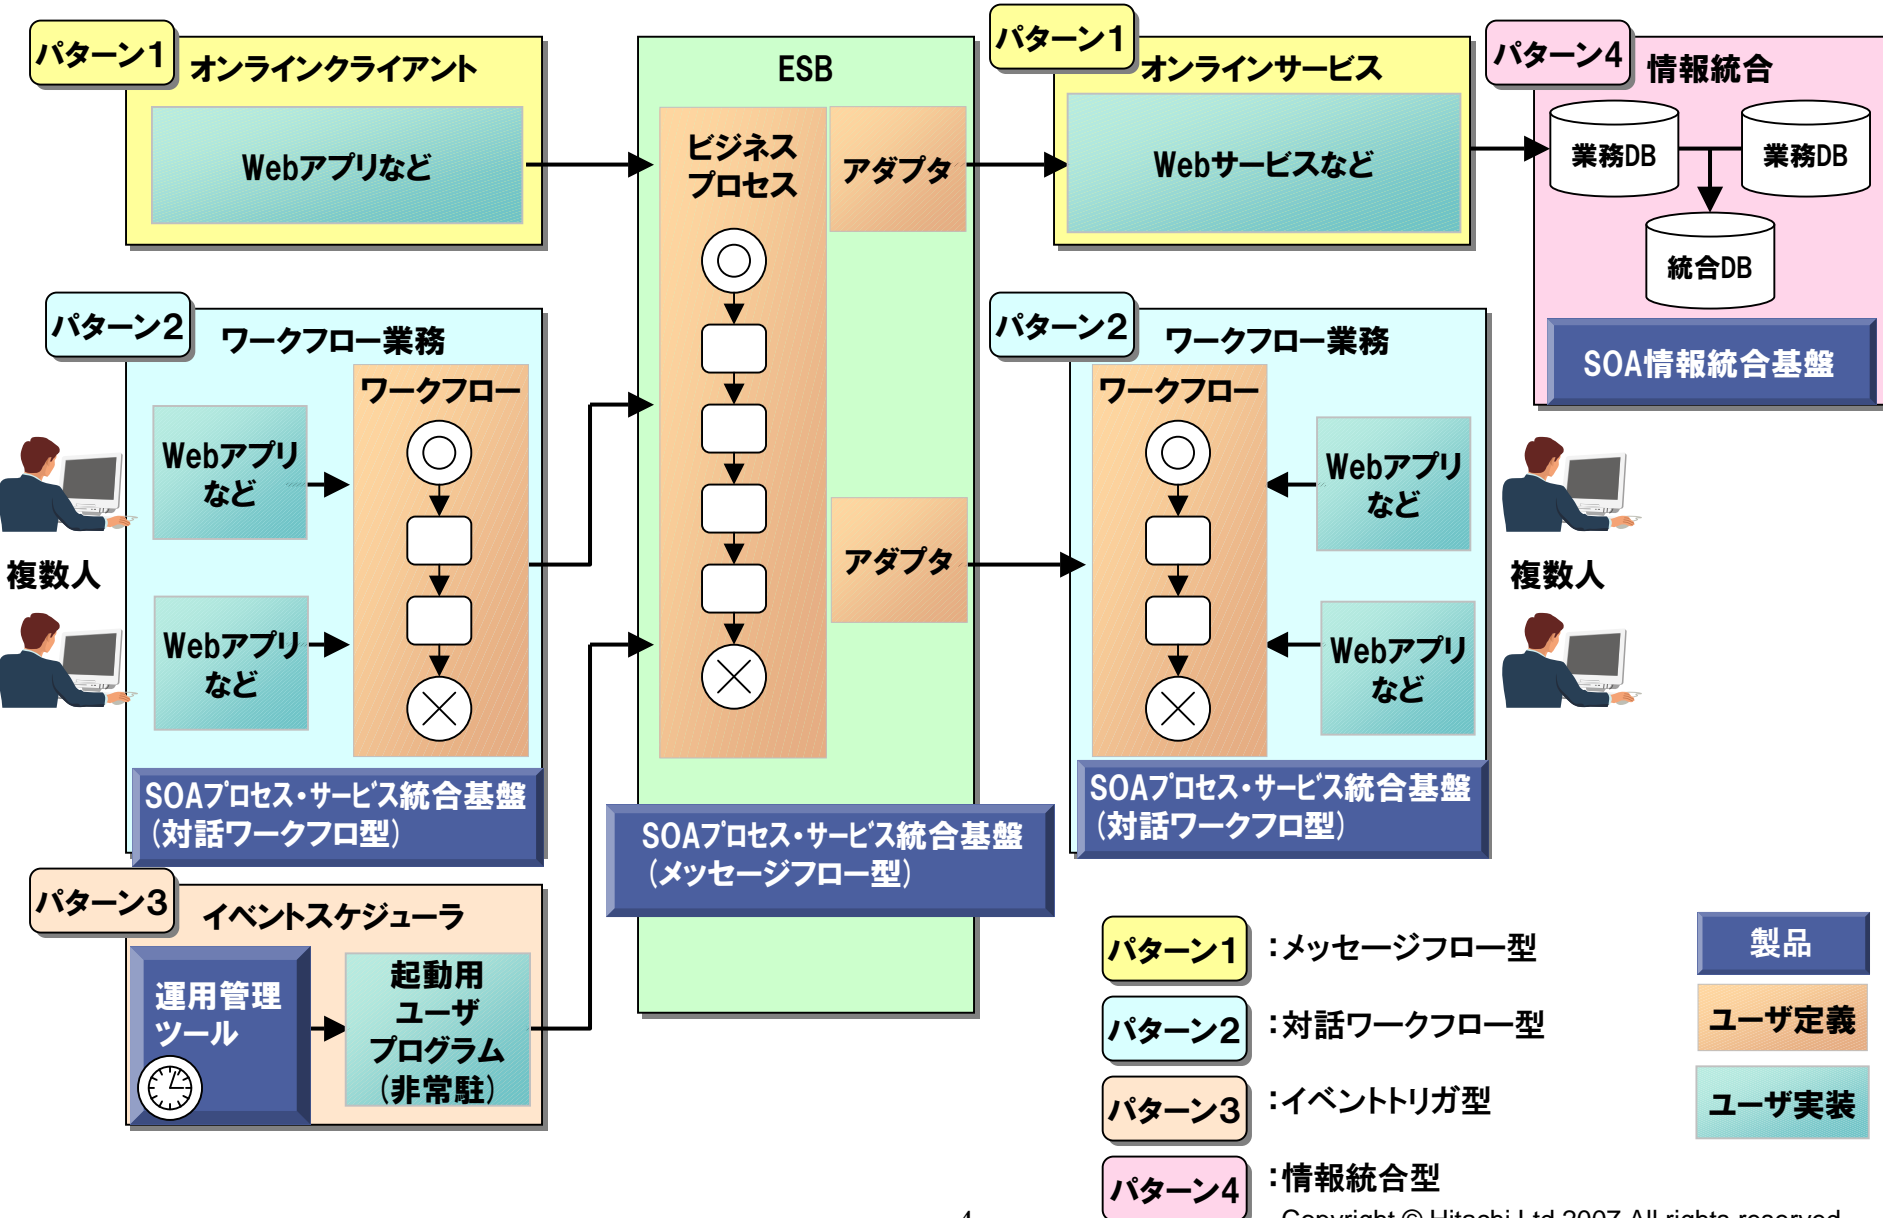 パターン1
オンラインクライアント
Webアプリなど
ESB
ビジネス
プロセス
アダプタ
パターン1
オンラインサービス
Webサービスなど
パターン4
情報統合
業務DB
業務DB
統合DB
SOA情報統合基盤
パターン2
ワークフロー業務
ワークフロー
Webアプリ
など
複数人
Webアプリ
など
SOAプロセス・サービス統合基盤
(対話ワークフロ型)
アダプタ
SOAプロセス・サービス統合基盤
(メッセージフロー型)
パターン2
ワークフロー業務
ワークフロー
Webアプリ
など
複数人
Webアプリ
など
SOAプロセス・サービス統合基盤
(対話ワークフロ型)
パターン3
イベントスケジューラ
運用管理
ツール
起動用
ユーザ
プログラム
(非常駐)
パターン1
:メッセージフロー型
パターン2
:対話ワークフロー型
パターン3
:イベントトリガ型
パターン4
:情報統合型
製品
ユーザ定義
ユーザ実装
4
Copyright © Hitachi Ltd 2007 All rights reserved